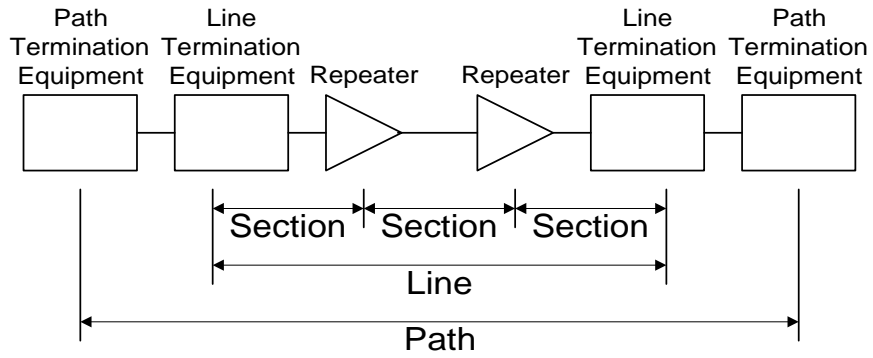 Path
Termination
Equipment
Line
Termination
Equipment
Repeater
Repeater
Line
Termination
Equipment
Path
Termination
Equipment
Section
Section
Section
Line
Path